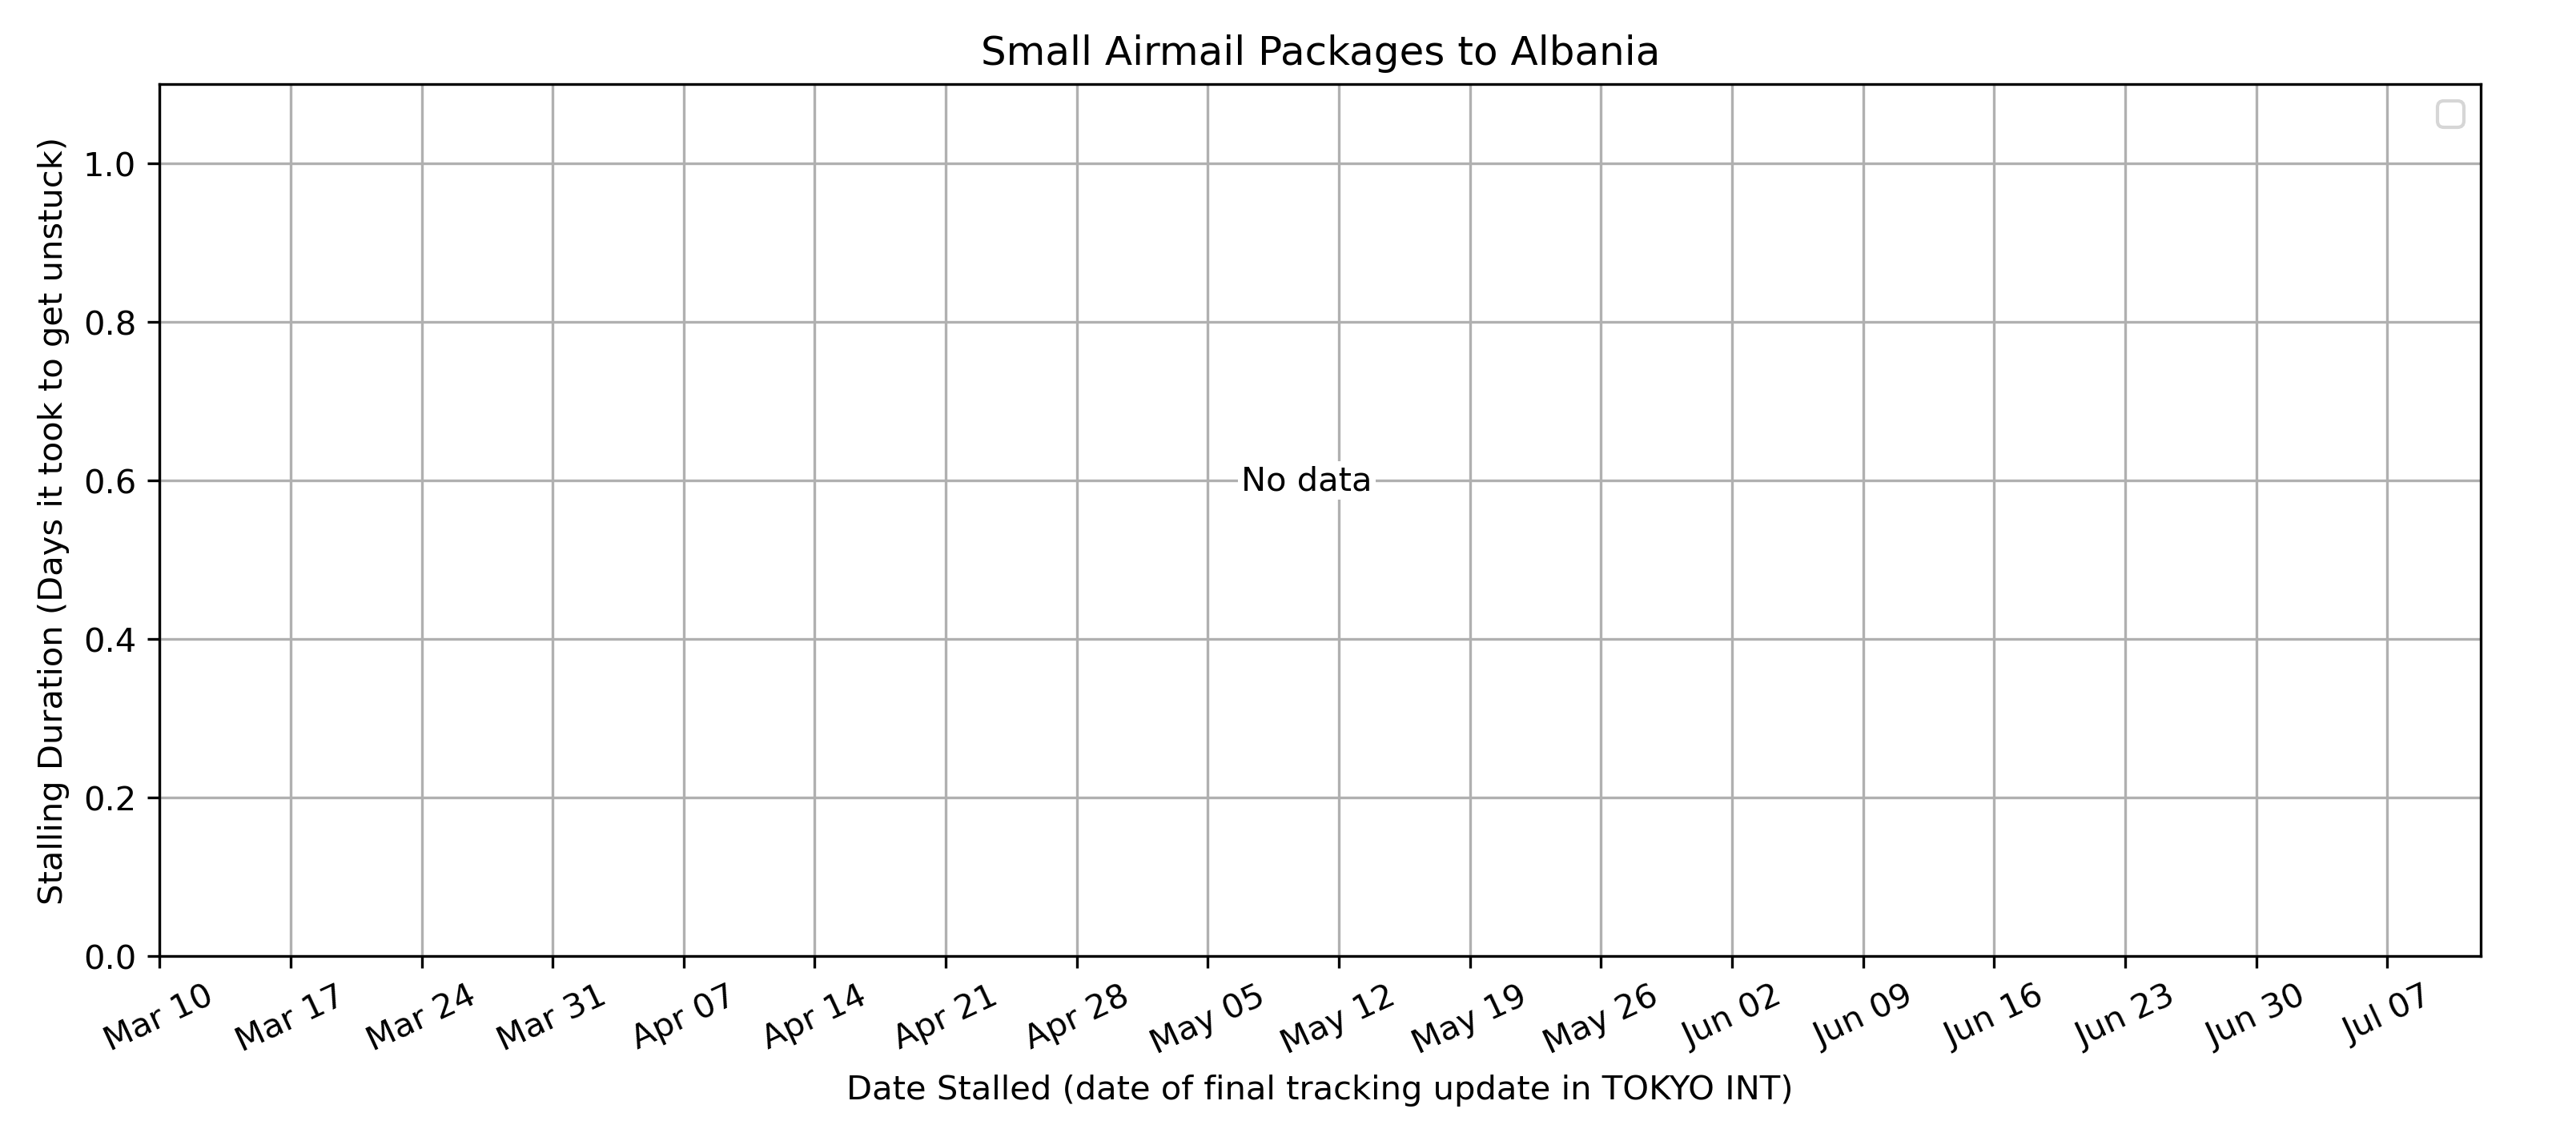 Small Airmail Packages to Albania
Stalling Duration (Days it took to get unstuck)
1.0
0.8
0.6
0.4
0.2
0.0
No data
Mar 10 Mar 17 Mar 24 Mar 31 Apr 07 Apr 14 Apr 21 Apr 28 May 05 May 12 May 19 May 26 Jun 02 Jun 09 Jun 16 Jun 23 Jun 30 Jul 07
Date Stalled (date of final tracking update in TOKYO INT)